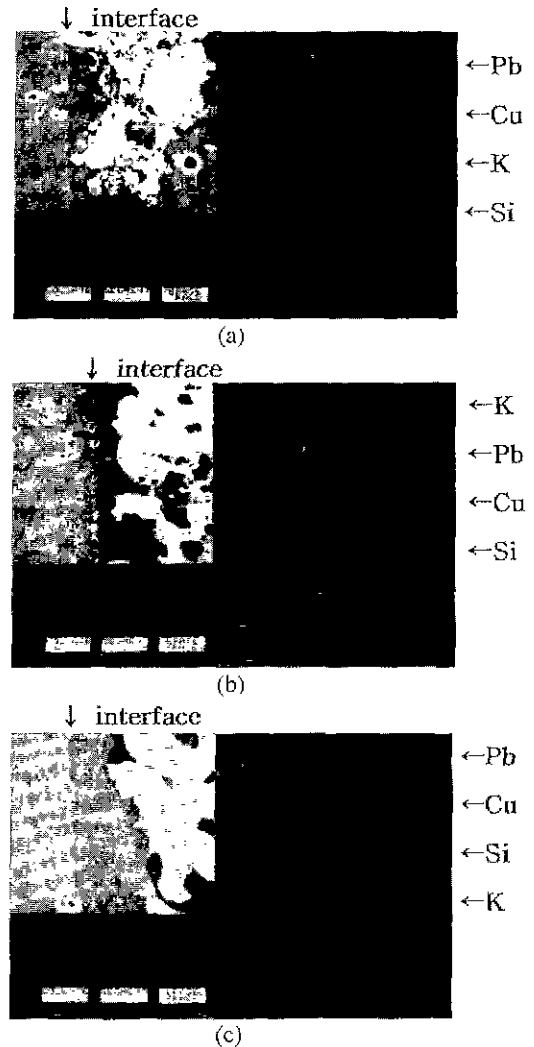 ↓ interface
←Pb
←Cu
←K
←Si
(a)
↓ interface
←K
←Pb
←Cu
←Si
(b)
↓ interface
←Pb
←Cu
←Si
←K
(c)